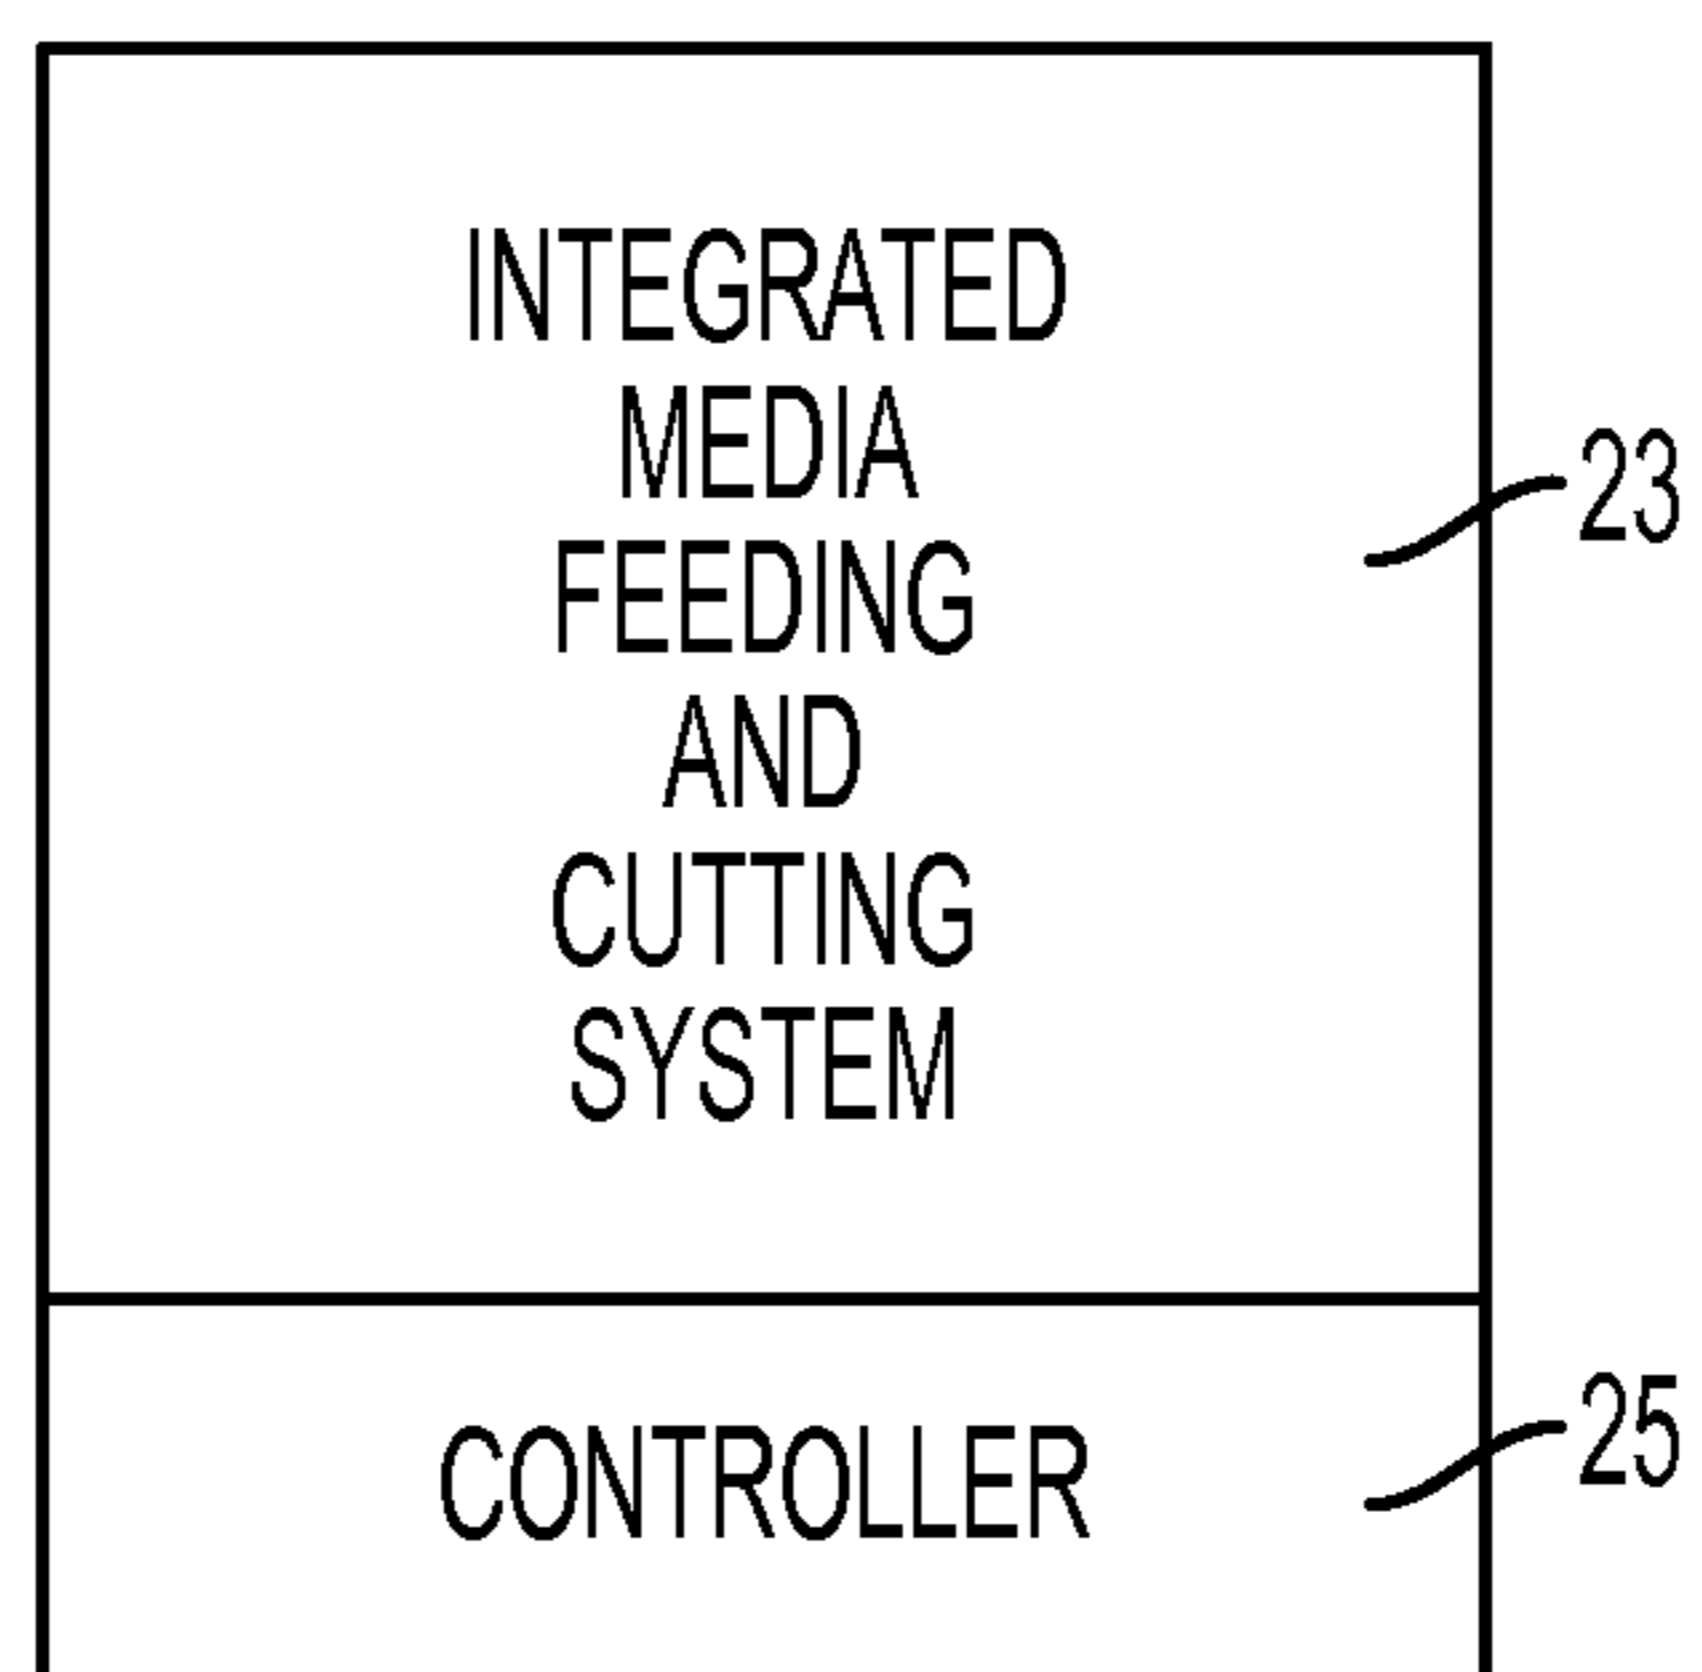 INTEGRATED
MEDIA
FEEDING
AND
CUTTING
SYSTEM
23
CONTROLLER
25